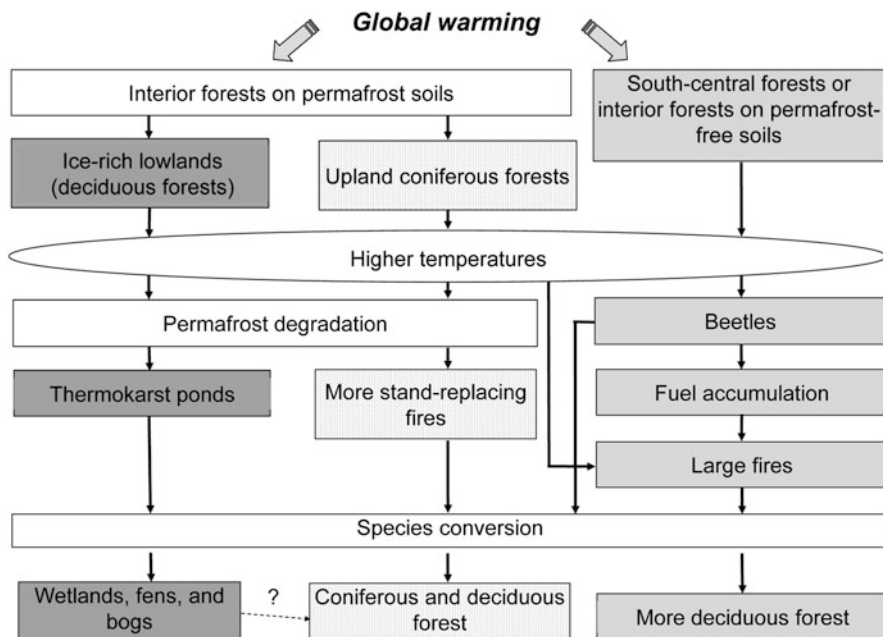 Global warming
Interior forests on permafrost soils
South-central forests or
interior forests on permafrost-
free soils
Ice-rich lowlands
(deciduous forests)
Upland coniferous forests
Higher temperatures
Permafrost degradation
Beetles
Thermokarst ponds
More stand-replacing
fires
Fuel accumulation
Large fires
Species conversion
Wetlands, fens, and
bogs
?
Coniferous and deciduous
forest
More deciduous forest